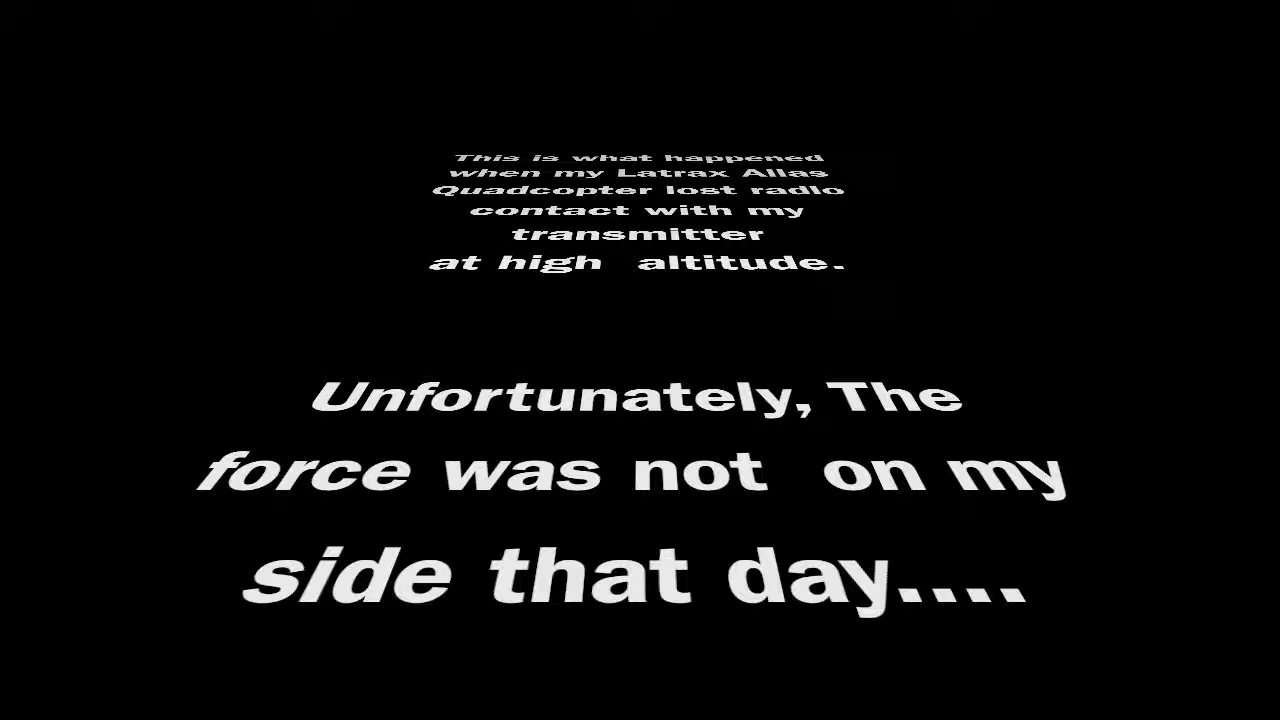 This is what happened
when my Latrax Alias
Quadcopter lost radio
contact with my
transmitter
at high altitude.
Unfortunately, The
force was not on my
side that day....